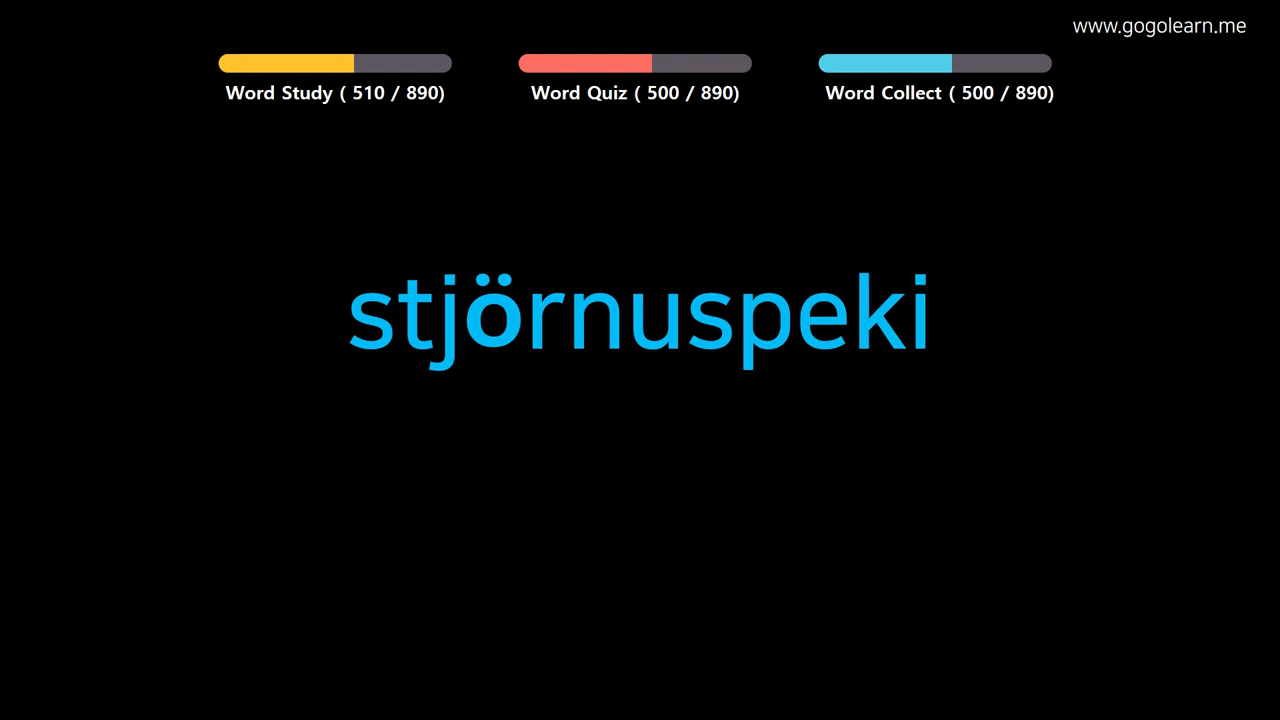 www.gogolearn.me
Word Study ( 510 / 890)
Word Quiz ( 500 / 890)
Word Collect ( 500 / 890)
stjörnuspeki